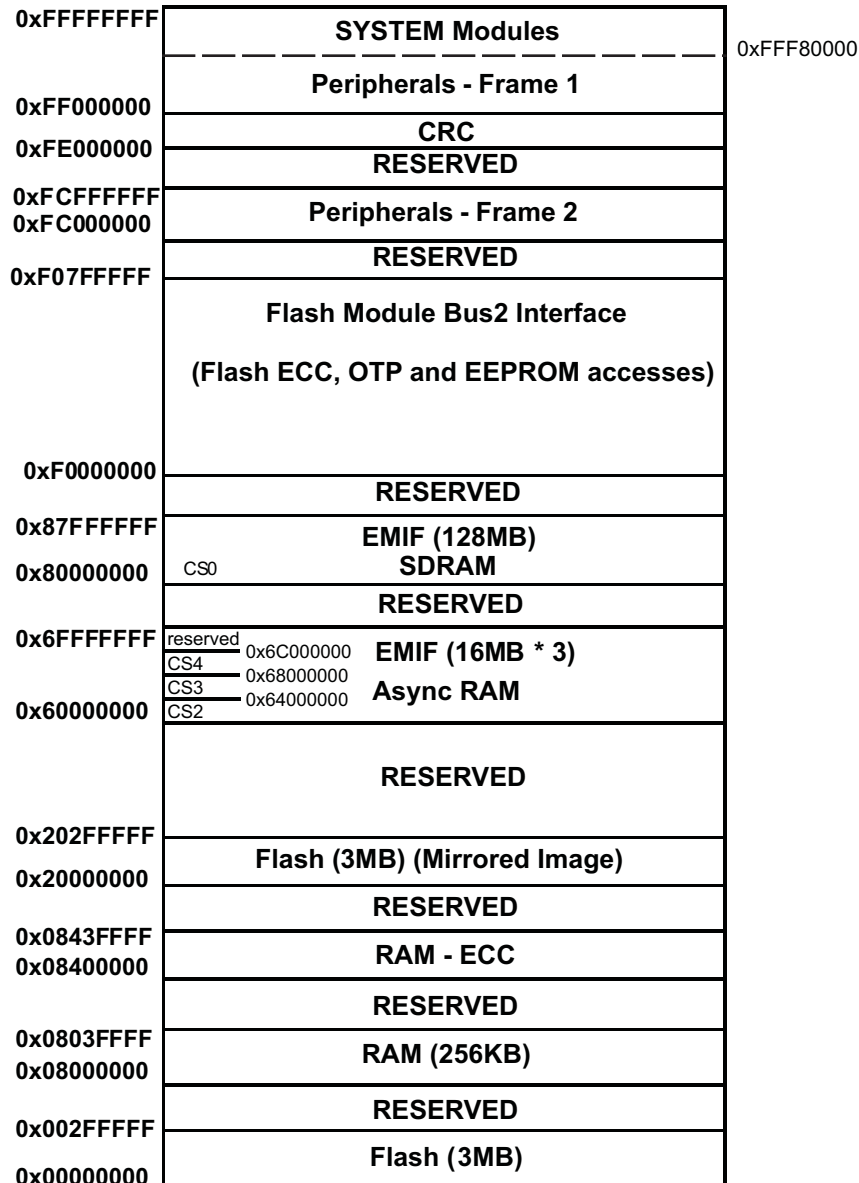 0xFFFFFFFF
SYSTEM Modules
0xFFF80000
Peripherals - Frame 1
0xFF000000
CRC
0xFE000000
RESERVED
0xFCFFFFFF
Peripherals - Frame 2
0xFC000000
RESERVED
0xF07FFFFF
Flash Module Bus2 Interface
(Flash ECC, OTP and EEPROM accesses)
0xF0000000
RESERVED
0x87FFFFFF
EMIF (128MB)
0x80000000
CS0
SDRAM
RESERVED
0x6FFFFFFF
reserved
0x6C000000
EMIF (16MB * 3)
CS4
0x68000000
CS3
0x64000000
Async RAM
0x60000000
CS2
RESERVED
0x202FFFFF
Flash (3MB) (Mirrored Image)
0x20000000
RESERVED
0x0843FFFF
RAM - ECC
0x08400000
RESERVED
0x0803FFFF
RAM (256KB)
0x08000000
RESERVED
0x002FFFFF
Flash (3MB)
0x00000000